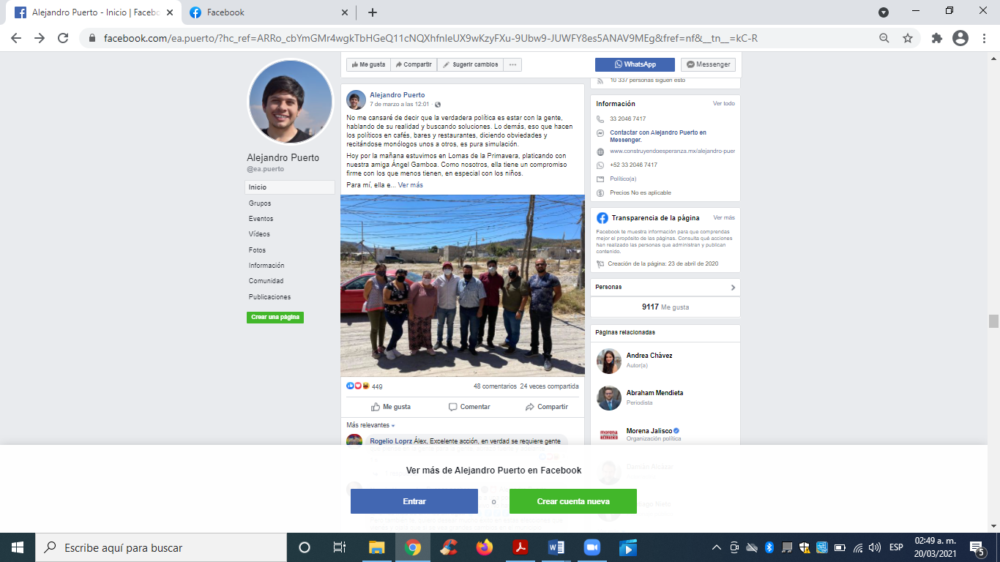 Alejandro Puerto - Inicio | Facebo
Facebook
facebook.com/ea.puerto/?hc_ref=ARRo_cbYmGMr4wgkTbHGeQ11cNQXhfnleUX9wKzyFXu-9Ubw9-JUWFY8es5ANAV9MEg&fref=nf&__tn__=kC-R
Alejandro Puerto
@ea.puerto
Inicio
Grupos
Eventos
Vídeos
Fotos
Información
Comunidad
Publicaciones
Crear una página
Me gusta Compartir Sugerir cambios ...
WhatsApp Messenger
Alejandro Puerto
7 de marzo a las 12:01 ·
No me cansaré de decir que la verdadera política es estar con la gente,
hablando de su realidad y buscando soluciones. Lo demás, eso que hacen
los políticos en cafés, bares y restaurantes, diciendo obviedades y
recitándose monólogos unos a otros, es pura simulación.
Hoy por la mañana estuvimos en Lomas de la Primavera, platicando con
nuestra amiga Ángel Gamboa. Como nosotros, ella tiene un compromiso
firme con los que menos tienen, en especial con los niños.
Para mí, ella e... Ver más
449 48 comentarios 24 veces compartida
Me gusta Comentar Compartir
Más relevantes
Rogelio Loprz Álex, Excelente acción, en verdad se requiere gente
10 337 personas siguen esto
Información Ver todo
33 2046 7417
Contactar con Alejandro Puerto en
Messenger.
www.construyendoesperanza.mx/alejandro-puer
+52 33 2046 7417
Político(a)
Precios No es aplicable
Transparencia de la página Ver más
Facebook te muestra información para que comprendas
mejor el propósito de las páginas. Consulta qué acciones
han realizado las personas que administran y publican
contenido.
Creación de la página: 23 de abril de 2020
Personas
9117 Me gusta
Páginas relacionadas
Andrea Chávez
Autor(a)
Abraham Mendieta
Periodista
morena
JALISCO
Morena Jalisco
Organización política
Ver más de Alejandro Puerto en Facebook
Entrar o Crear cuenta nueva
Escribe aquí para buscar
ESP
02:49 a. m.
20/03/2021
5